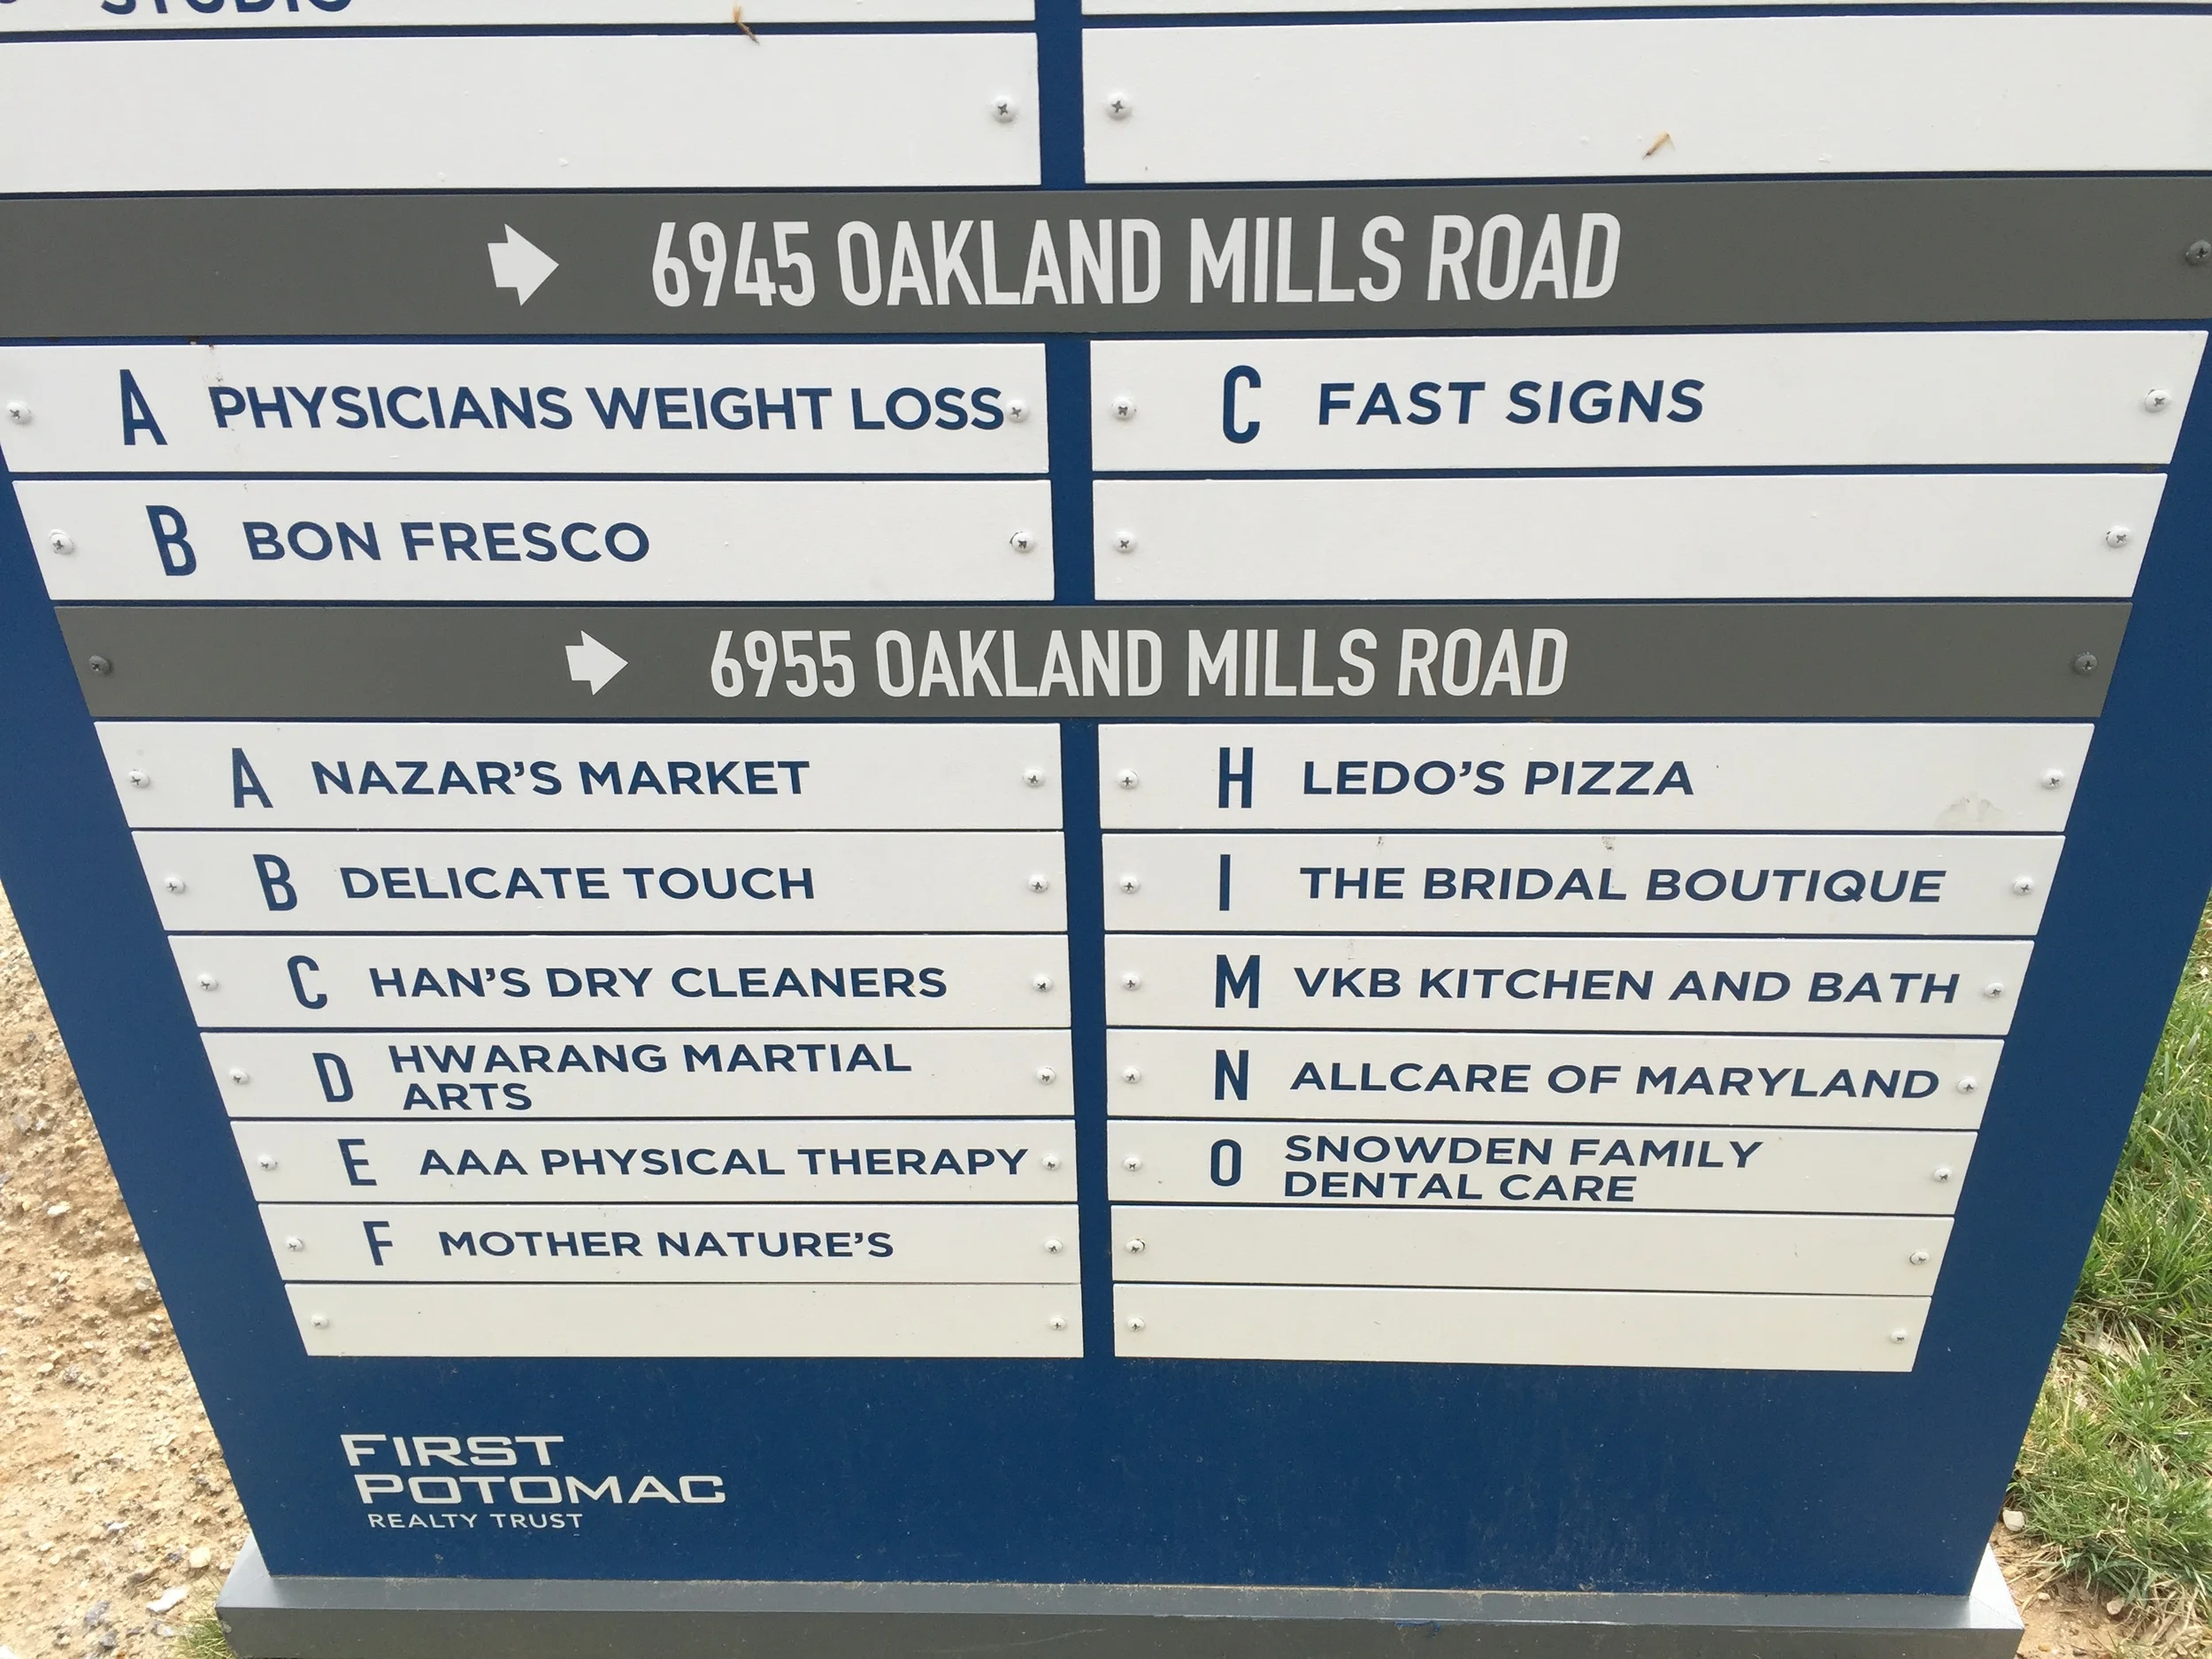 STUDIO
6945 OAKLAND MILLS ROAD
A PHYSICIANS WEIGHT LOSS
C FAST SIGNS
B BON FRESCO
6955 OAKLAND MILLS ROAD
A NAZAR'S MARKET
H LEDO'S PIZZA
B DELICATE TOUCH
I THE BRIDAL BOUTIQUE
C HAN'S DRY CLEANERS
M VKB KITCHEN AND BATH
D HWARANG MARTIAL
ARTS
N ALLCARE OF MARYLAND
E AAA PHYSICAL THERAPY
O SNOWDEN FAMILY
DENTAL CARE
F MOTHER NATURE'S
FIRST
POTOMAC
REALTY TRUST